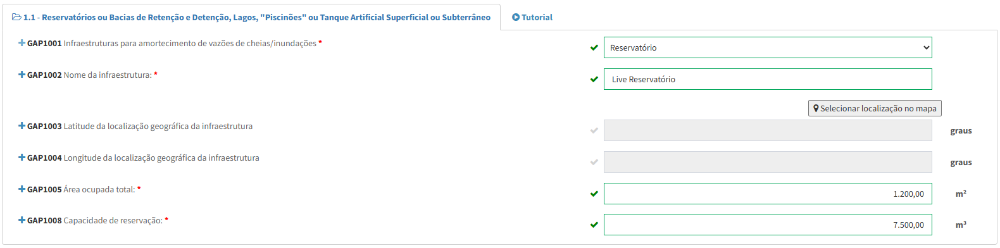 1.1 - Reservatórios ou Bacias de Retenção e Detenção, Lagos, "Piscinões" ou Tanque Artificial Superficial ou Subterrâneo
Tutorial
GAP1001 Infraestruturas para amortecimento de vazões de cheias/inundações *
Reservatório
GAP1002 Nome da infraestrutura: *
Live Reservatório
Selecionar localização no mapa
GAP1003 Latitude da localização geográfica da infraestrutura
graus
GAP1004 Longitude da localização geográfica da infraestrutura
graus
GAP1005 Área ocupada total: *
1.200,00
m²
GAP1008 Capacidade de reservação: *
7.500,00
m³